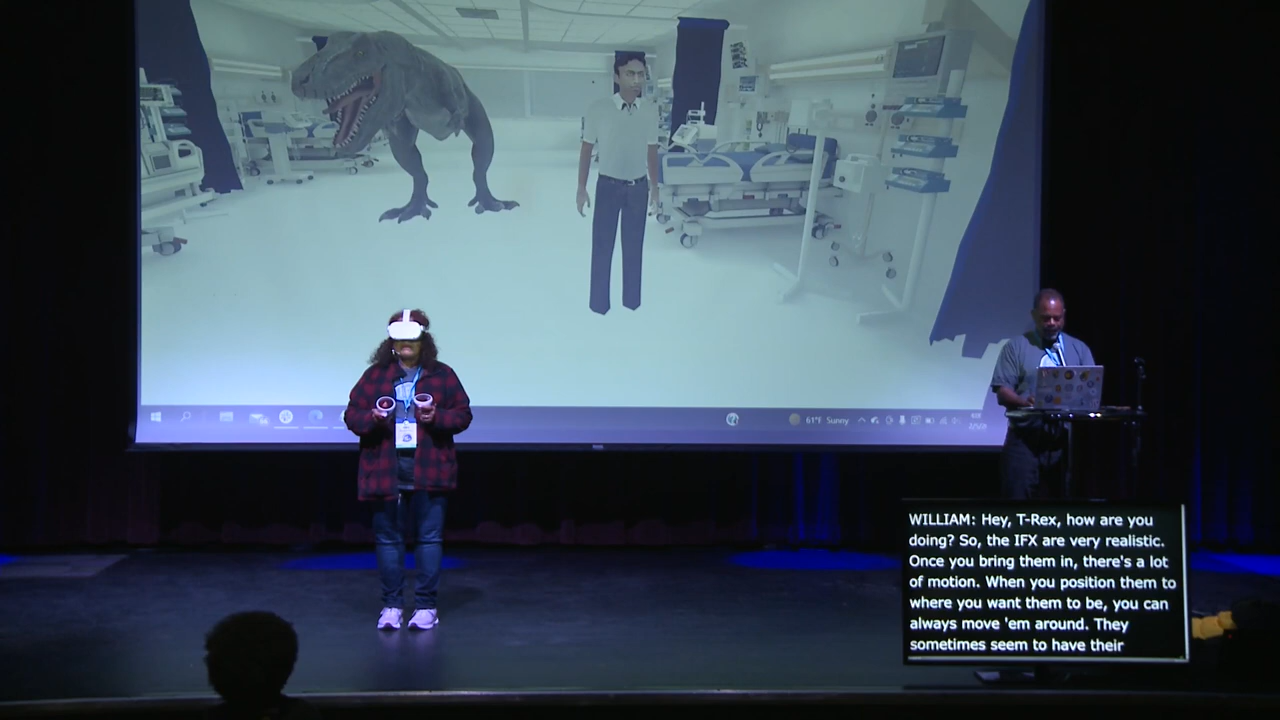 61°F Sunny
WILLIAM: Hey, T-Rex, how are you
doing? So, the IFX are very realistic.
Once you bring them in, there's a lot
of motion. When you position them to
where you want them to be, you can
always move 'em around. They
sometimes seem to have their